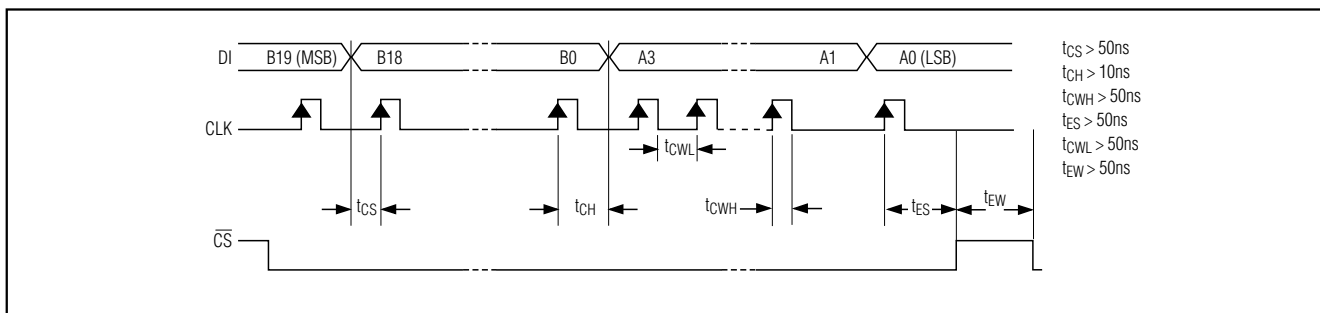 DI B19 (MSB) B18 B0 A3 A1 A0 (LSB)
CLK
tCWL
tCS tCH tCWH tES tEW
CS
tCS > 50ns
tCH > 10ns
tCWH > 50ns
tES > 50ns
tCWL > 50ns
tEW > 50ns